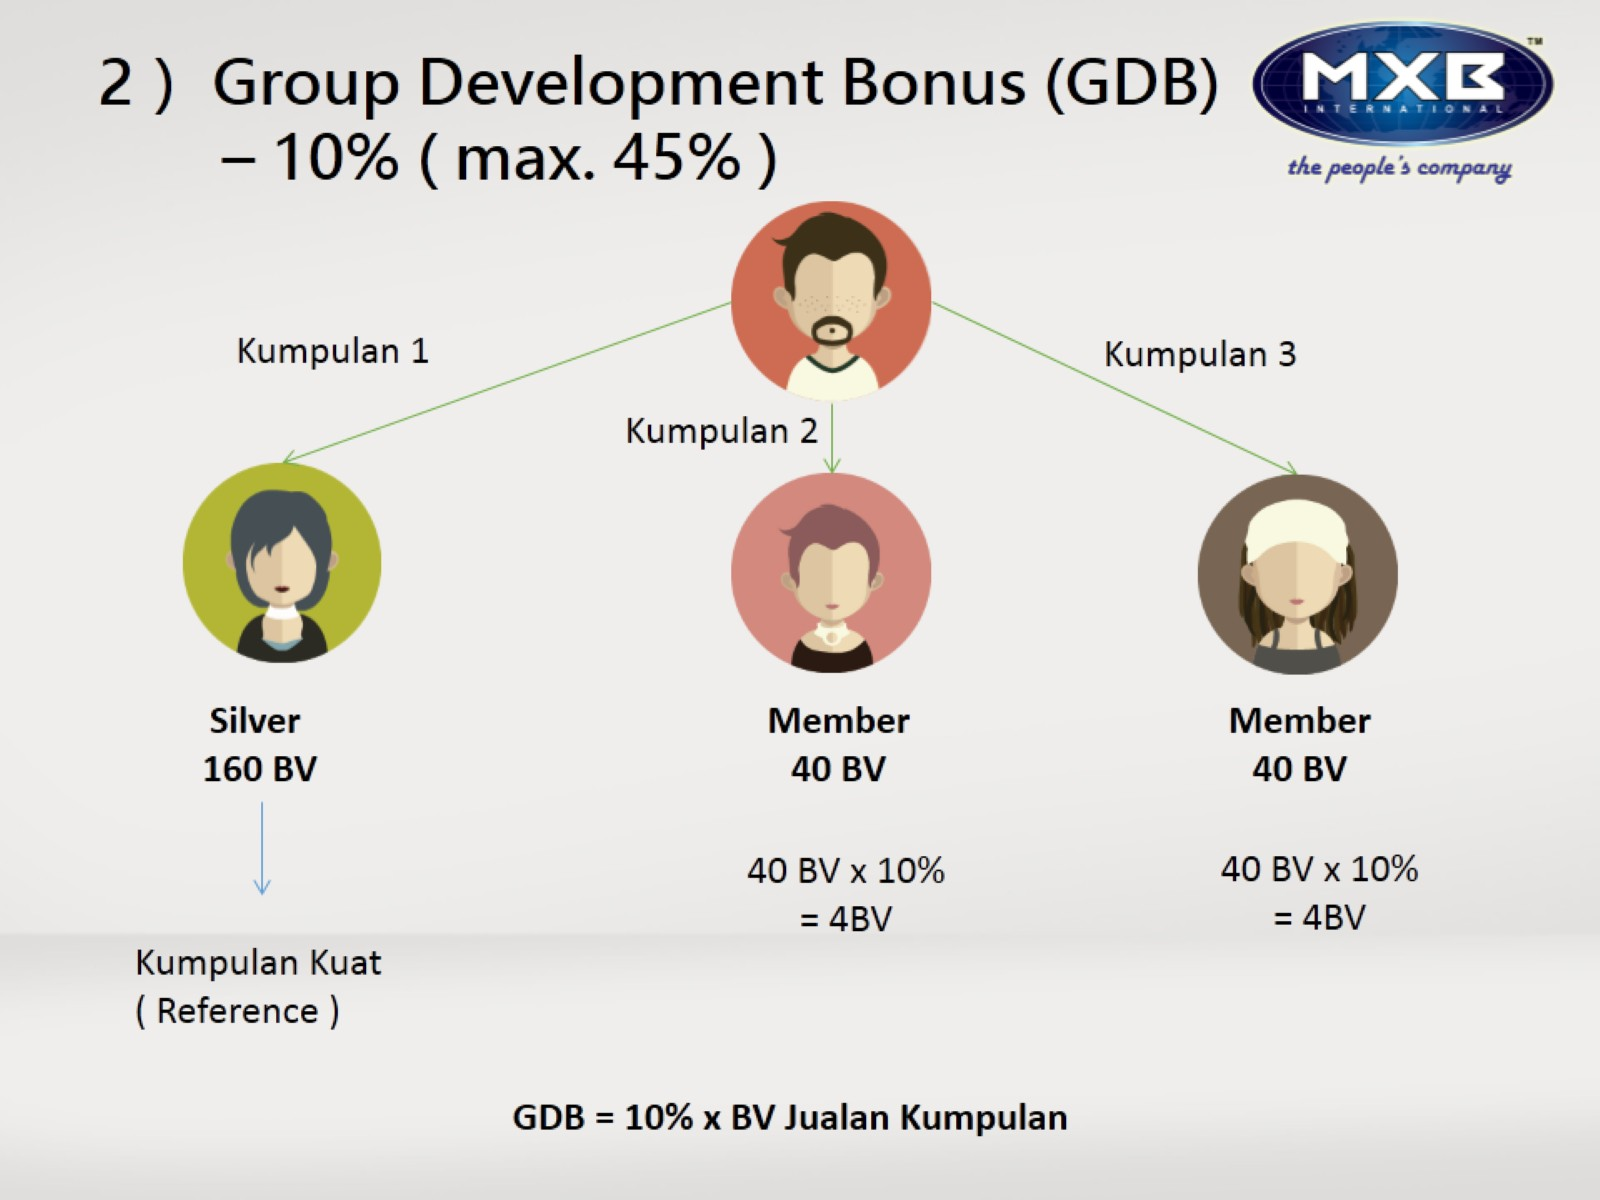 2 ) Group Development Bonus (GDB)
– 10% ( max. 45% )
MXB
INTERNATIONAL
TM
the people's company
Kumpulan 1
Kumpulan 3
Kumpulan 2
Silver
160 BV
Member
40 BV
Member
40 BV
40 BV x 10%
= 4BV
40 BV x 10%
= 4BV
Kumpulan Kuat
( Reference )
GDB = 10% x BV Jualan Kumpulan